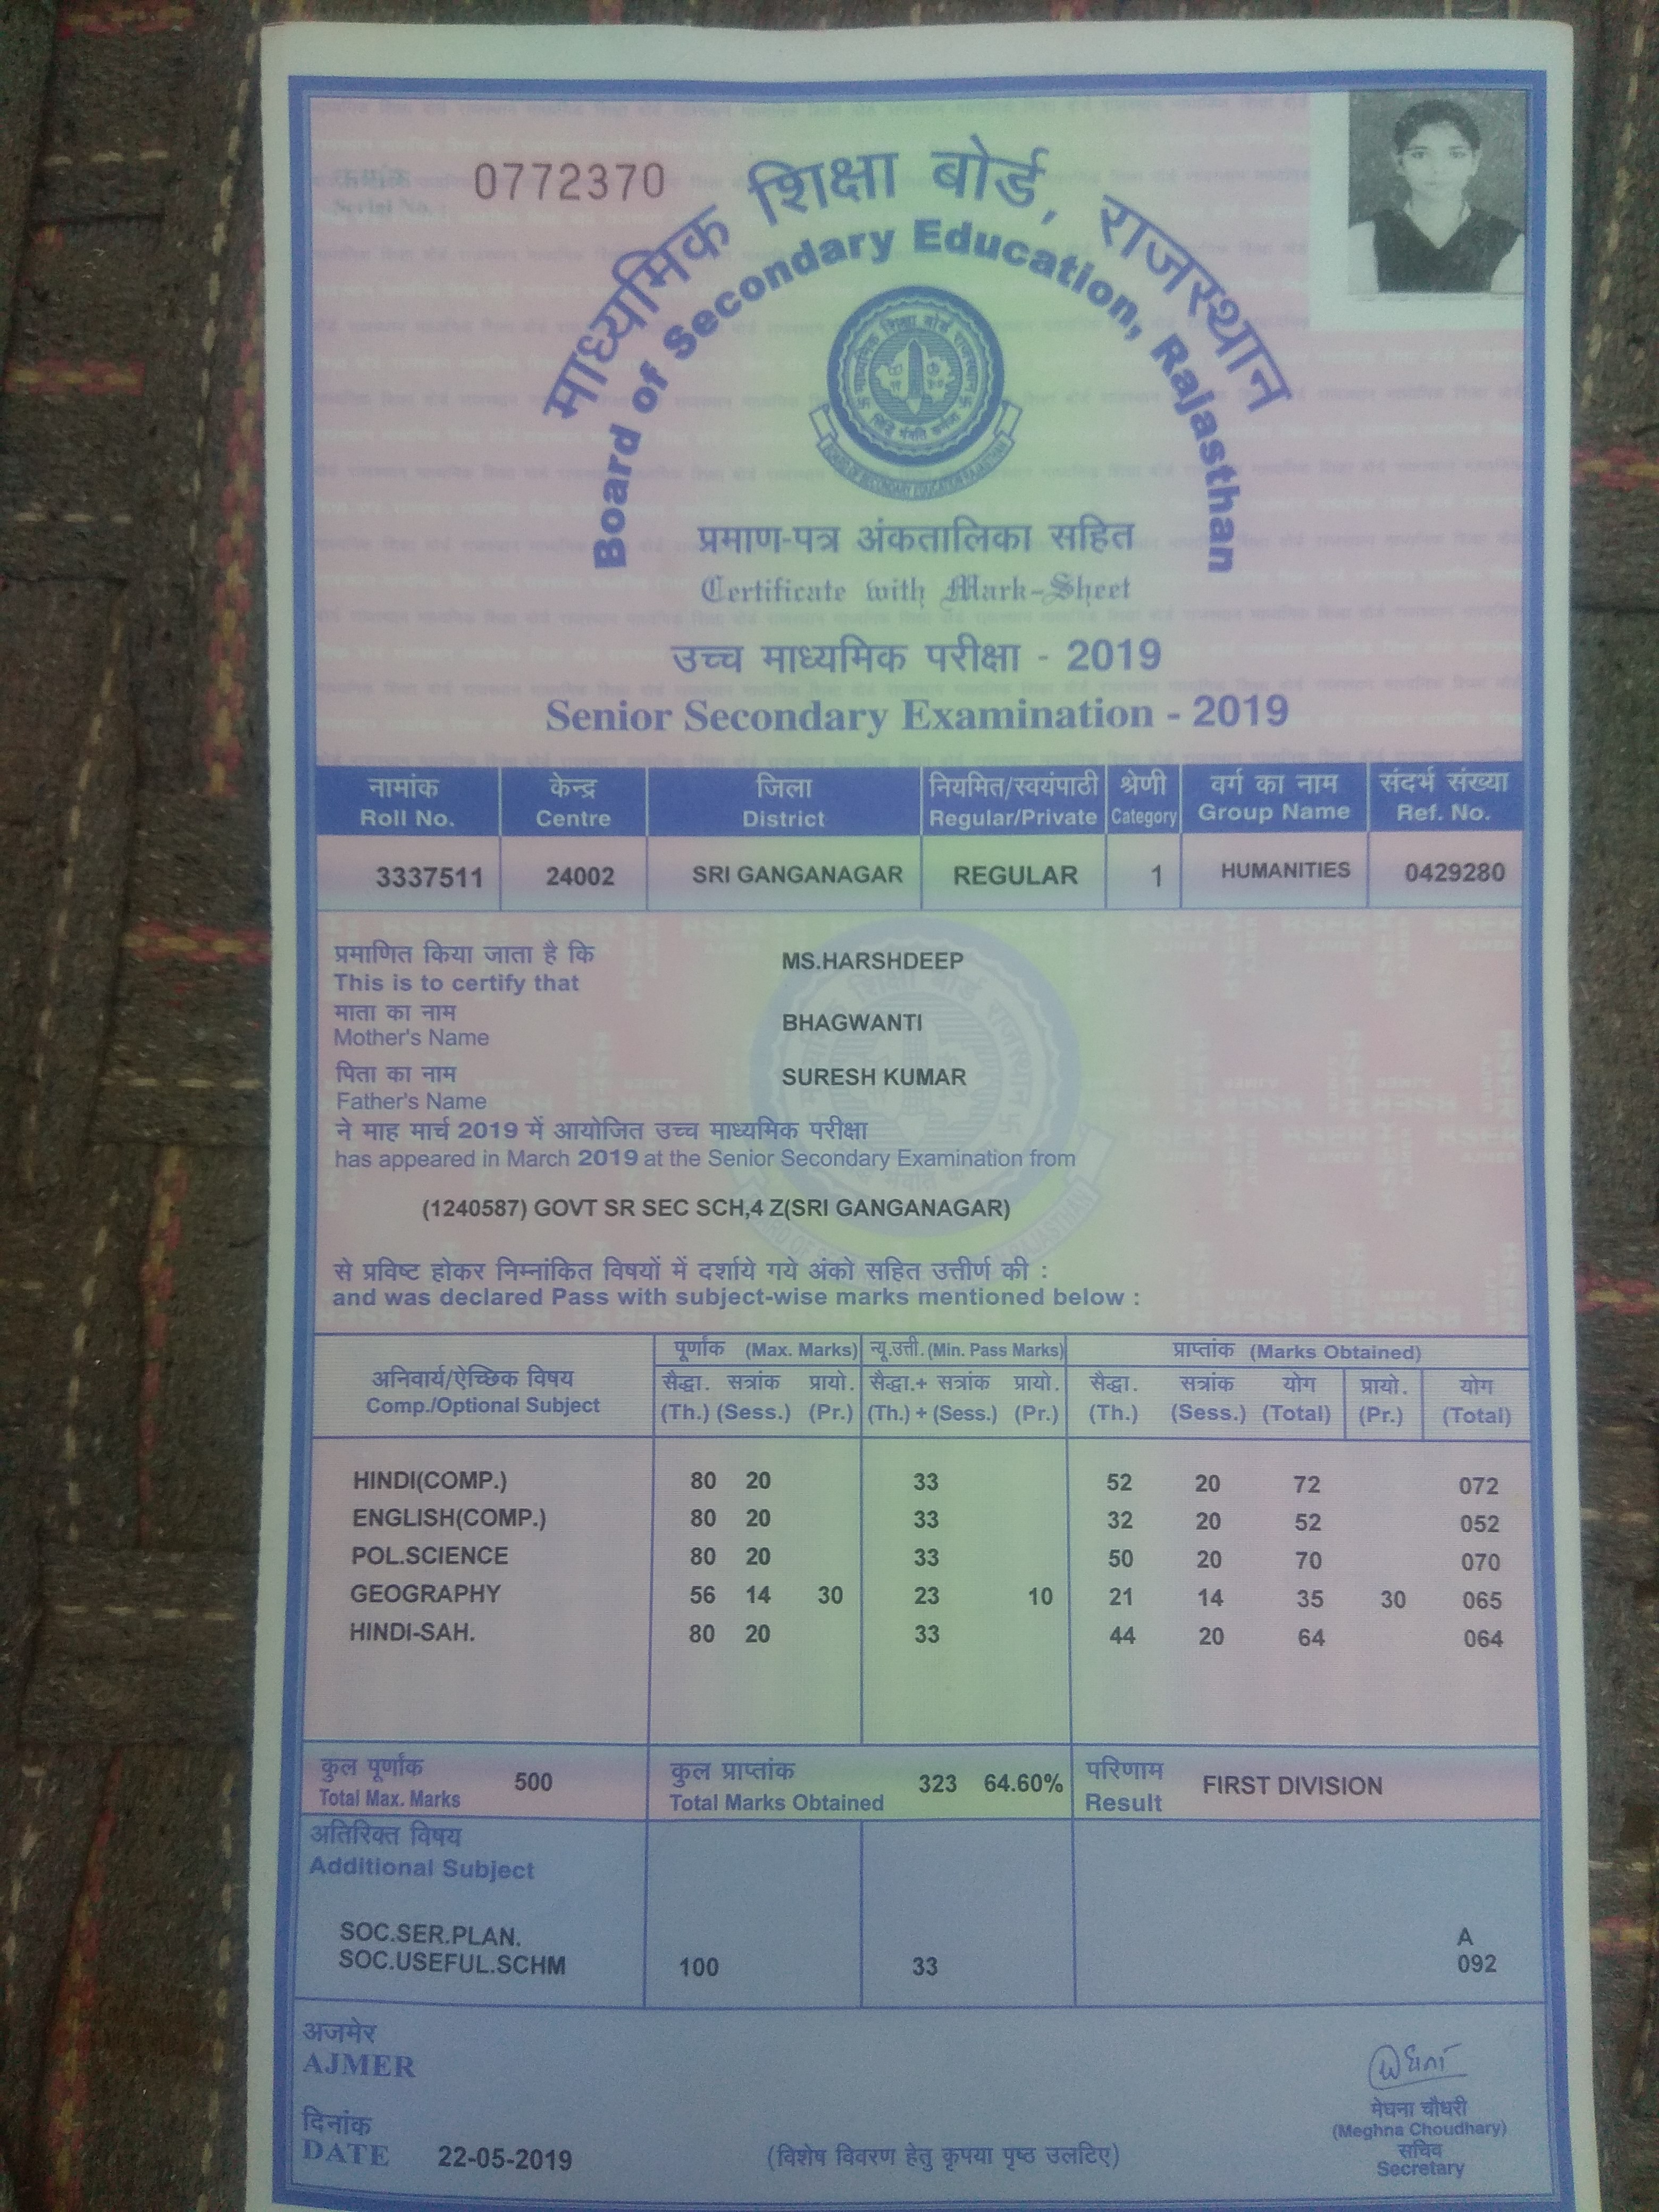 0772370
माध्यमिक शिक्षा बोर्ड, राजस्थान
Board of Secondary Education, Rajasthan
प्रमाण-पत्र अंकतालिका सहित
Certificate with Mark-Sheet
उच्च माध्यमिक परीक्षा - 2019
Senior Secondary Examination - 2019
नामांक केन्द्र जिला नियमित/स्वयंपाठी श्रेणी वर्ग का नाम संदर्भ संख्या
Roll No. Centre District Regular/Private Category Group Name Ref. No.
3337511 24002 SRI GANGANAGAR REGULAR 1 HUMANITIES 0429280
प्रमाणित किया जाता है कि MS.HARSHDEEP
This is to certify that
माता का नाम BHAGWANTI
Mother's Name
पिता का नाम SURESH KUMAR
Father's Name
ने माह मार्च 2019 में आयोजित उच्च माध्यमिक परीक्षा
has appeared in March 2019 at the Senior Secondary Examination from
(1240587) GOVT SR SEC SCH,4 Z(SRI GANGANAGAR)
से प्रविष्ट होकर निम्नांकित विषयों में दर्शाये गये अंको सहित उत्तीर्ण की :
and was declared Pass with subject-wise marks mentioned below :
पूर्णांक (Max. Marks) न्यू.उत्ती. (Min. Pass Marks) प्राप्तांक (Marks Obtained)
अनिवार्य/ऐच्छिक विषय सैद्धा. सत्रांक प्रायो. सैद्धा.+ सत्रांक प्रायो. सैद्धा. सत्रांक योग प्रायो. योग
Comp./Optional Subject (Th.) (Sess.) (Pr.) (Th.) + (Sess.) (Pr.) (Th.) (Sess.) (Total) (Pr.) (Total)
HINDI(COMP.) 80 20 33 52 20 72 072
ENGLISH(COMP.) 80 20 33 32 20 52 052
POL.SCIENCE 80 20 33 50 20 70 070
GEOGRAPHY 56 14 30 23 10 21 14 35 30 065
HINDI-SAH. 80 20 33 44 20 64 064
कुल पूर्णांक 500 कुल प्राप्तांक 323 64.60% परिणाम FIRST DIVISION
Total Max. Marks Total Marks Obtained Result
अतिरिक्त विषय
Additional Subject
SOC.SER.PLAN. A
SOC.USEFUL.SCHM 100 33 092
अजमेर
AJMER
मेघना चौधरी
(Meghna Choudhary)
सचिव
Secretary
दिनांक
DATE 22-05-2019 (विशेष विवरण हेतु कृपया पृष्ठ उलटिए)